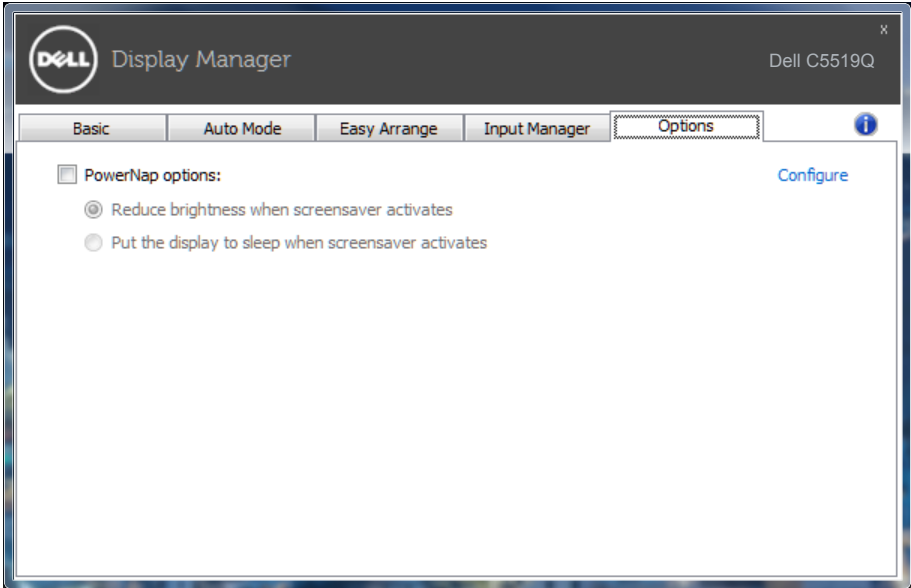 x
DELL Display Manager
Dell C5519Q
Basic Auto Mode Easy Arrange Input Manager Options i
PowerNap options: Configure
Reduce brightness when screensaver activates
Put the display to sleep when screensaver activates